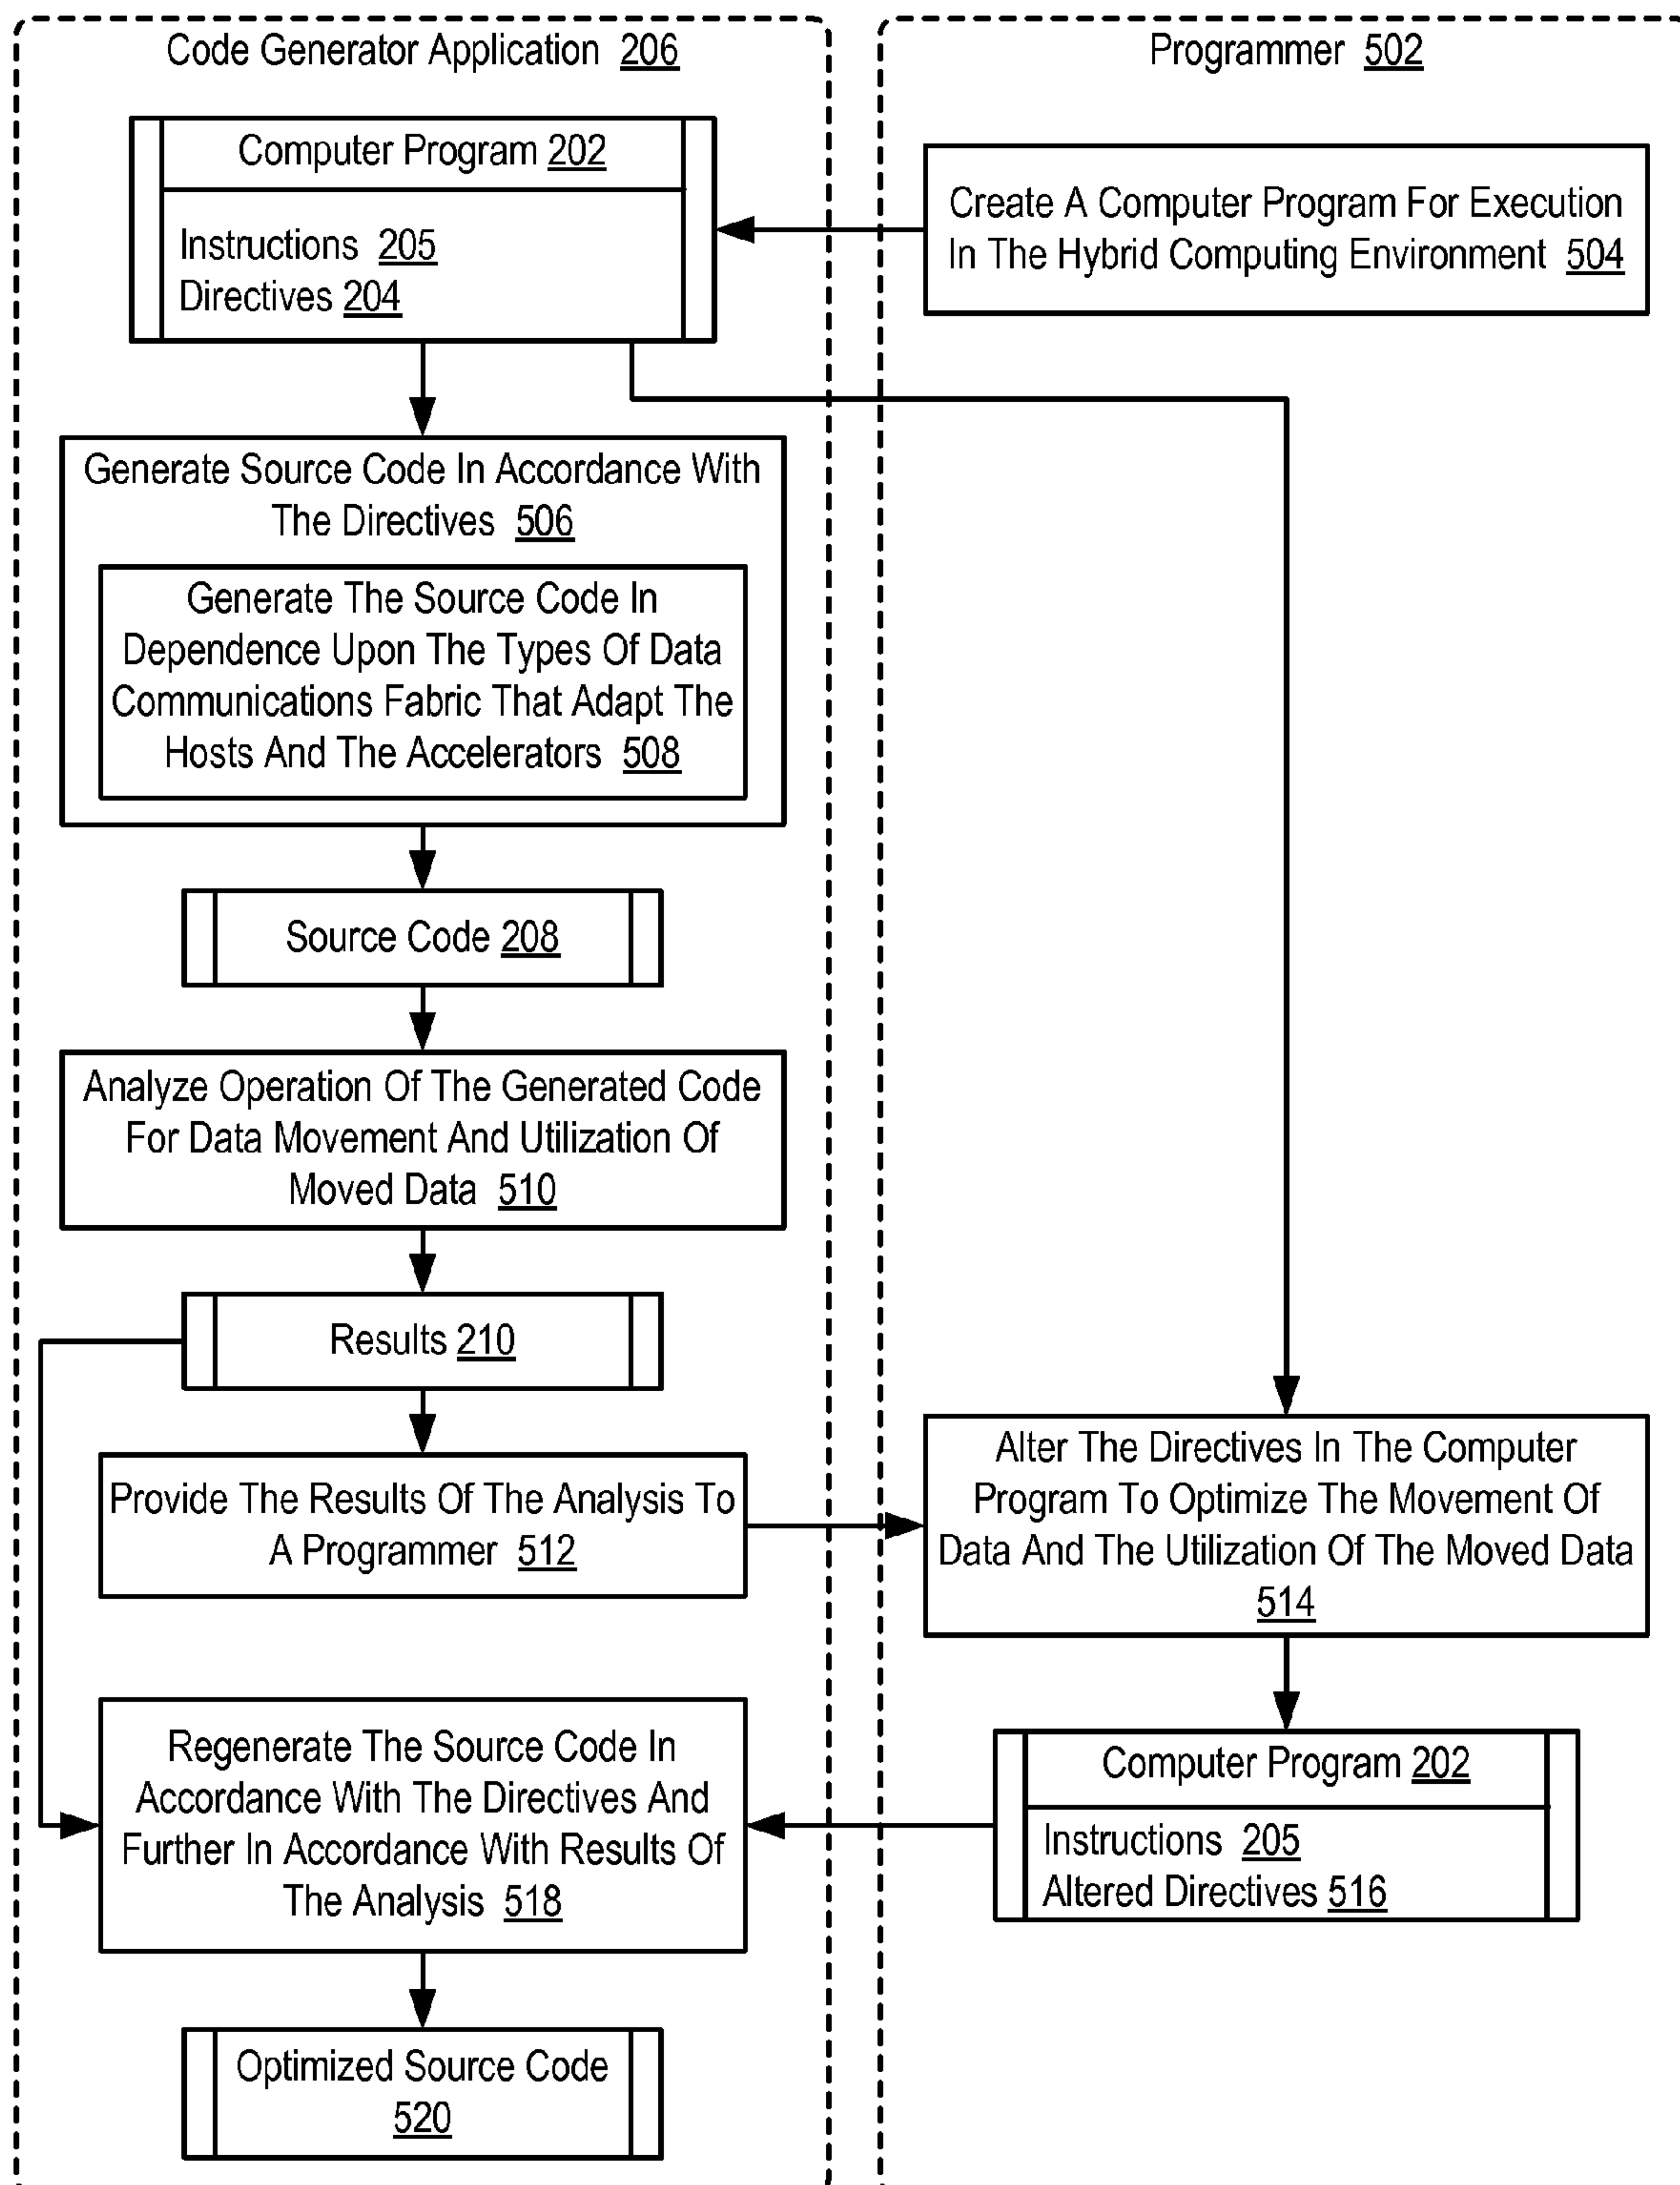 Code Generator Application 206
Programmer 502
Computer Program 202
Instructions 205
Directives 204
Create A Computer Program For Execution
In The Hybrid Computing Environment 504
Generate Source Code In Accordance With
The Directives 506
Generate The Source Code In
Dependence Upon The Types Of Data
Communications Fabric That Adapt The
Hosts And The Accelerators 508
Source Code 208
Analyze Operation Of The Generated Code
For Data Movement And Utilization Of
Moved Data 510
Results 210
Provide The Results Of The Analysis To
A Programmer 512
Alter The Directives In The Computer
Program To Optimize The Movement Of
Data And The Utilization Of The Moved Data
514
Computer Program 202
Instructions 205
Altered Directives 516
Regenerate The Source Code In
Accordance With The Directives And
Further In Accordance With Results Of
The Analysis 518
Optimized Source Code
520